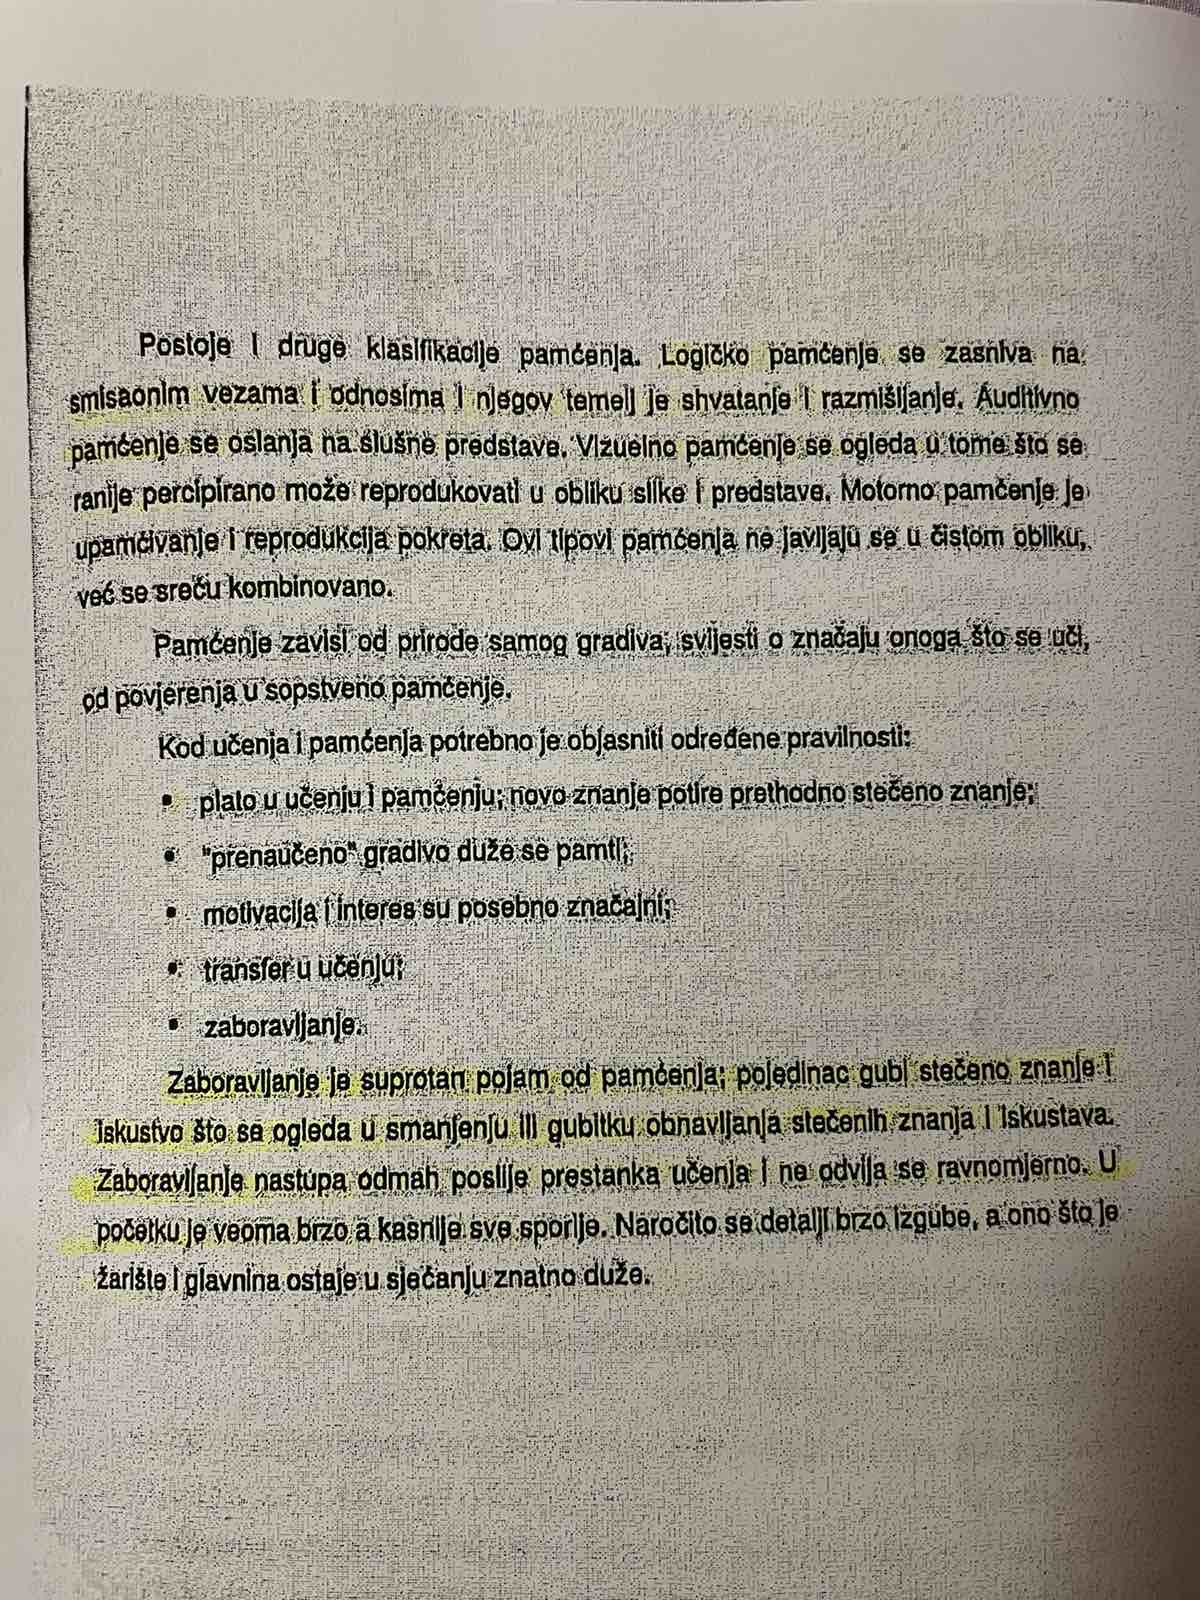 Postoje i druge klasifikacije pamćenja. Logičko pamćenje se zasniva na
smisaonim vezama i odnosima i njegov temelj je shvatanje i razmišljanje. Auditivno
pamćenje se oslanja na slušne predstave. Vizuelno pamćenje se ogleda u tome što se
ranije percipirano može reprodukovati u obliku slike i predstave. Motorno pamćenje je
upamćivanje i reprodukcija pokreta. Ovi tipovi pamćenja ne javljaju se u čistom obliku,
već se sreću kombinovano.
Pamćenje zavisi od prirode samog gradiva, svijesti o značaju onoga što se uči,
od povjerenja u sopstveno pamćenje.
Kod učenja i pamćenja potrebno je objasniti određene pravilnosti:
• plato u učenju i pamćenju; novo znanje potire prethodno stečeno znanje;
• "prenaučeno" gradivo duže se pamti;
• motivacija i interes su posebno značajni;
• transfer u učenju;
• zaboravljanje.
Zaboravljanje je suprotan pojam od pamćenja; pojedinac gubi stečeno znanje i
iskustvo što se ogleda u smanjenju ili gubitku obnavljanja stečenih znanja i iskustava.
Zaboravljanje nastupa odmah poslije prestanka učenja i ne odvija se ravnomjerno. U
početku je veoma brzo a kasnije sve sporije. Naročito se detalji brzo izgube, a ono što je
žarište i glavnina ostaje u sjećanju znatno duže.